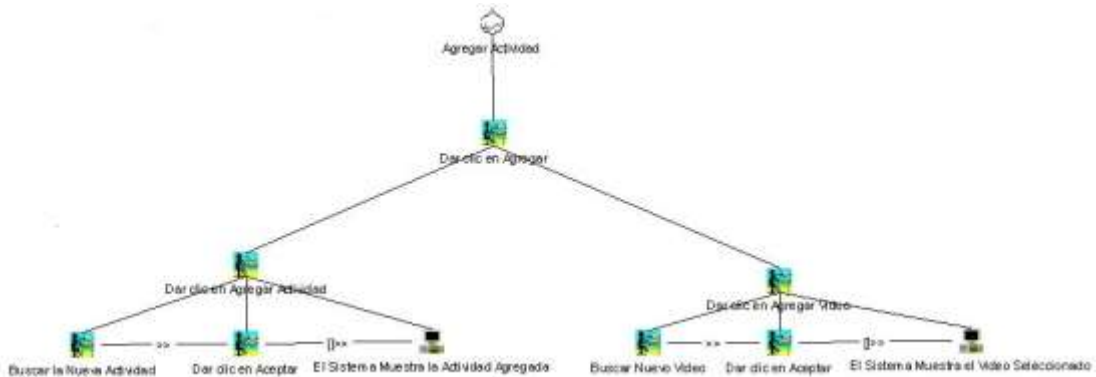 Agregar Actividad
Dar clic en Agregar
Dar clic en Agregar Actividad
Dar clic en Agregar Video
>> []>> >> []>>
Buscar la Nueva Actividad Dar clic en Aceptar El Sistema Muestra la Actividad Agregada Buscar Nuevo Video Dar clic en Aceptar El Sistema Muestra el Video Seleccionado